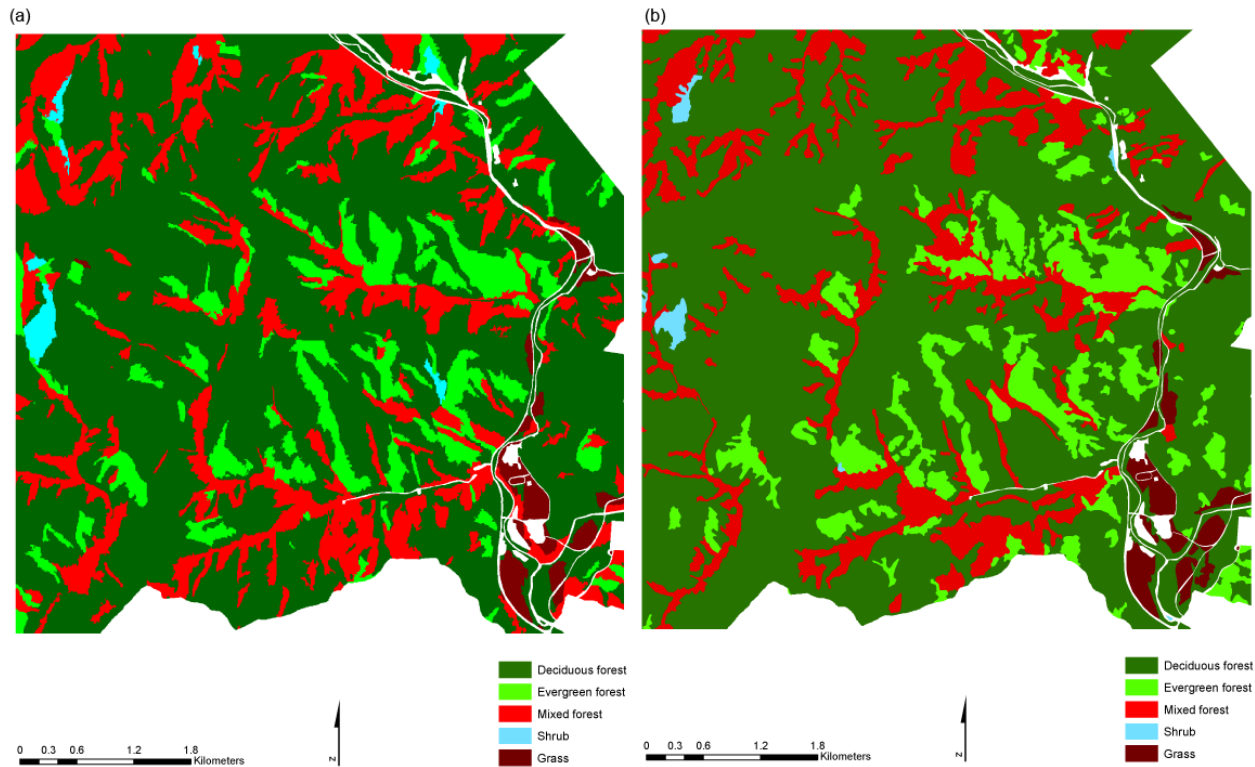 (a)
(b)
Deciduous forest
Evergreen forest
Mixed forest
Shrub
Grass
0 0.3 0.6 1.2 1.8
Kilometers
N
Deciduous forest
Evergreen forest
Mixed forest
Shrub
Grass
0 0.3 0.6 1.2 1.8
Kilometers
N